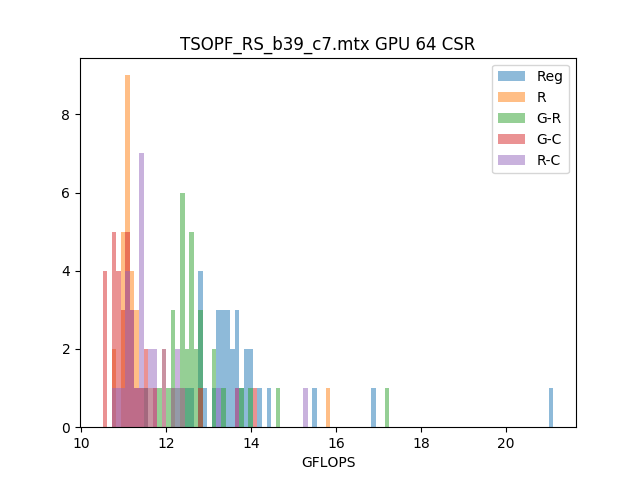 TSOPF_RS_b39_c7.mtx GPU 64 CSR
Reg
R
G-R
G-C
R-C
8
6
4
2
0
10 12 14 16 18 20
GFLOPS